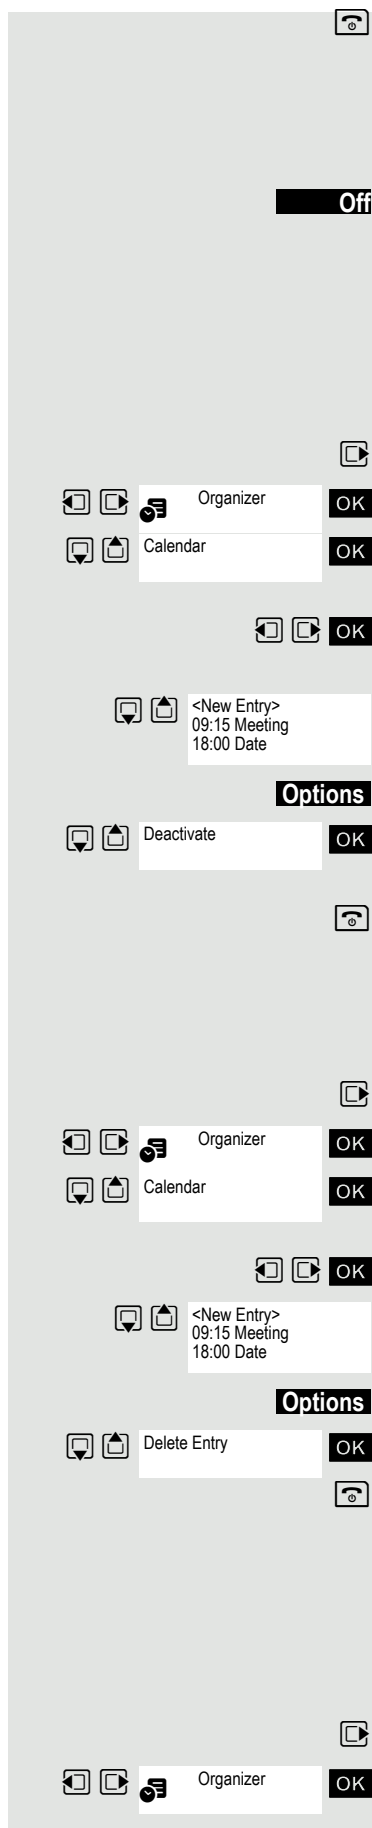 Off
Organizer OK
Calendar OK
OK
<New Entry>
09:15 Meeting
18:00 Date
Options
Deactivate OK
Organizer OK
Calendar OK
OK
<New Entry>
09:15 Meeting
18:00 Date
Options
Delete Entry OK
Organizer OK